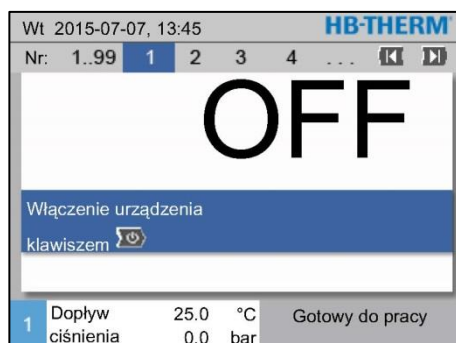 Wt 2015-07-07, 13:45 HB-THERM
Nr: 1..99 1 2 3 4 ...
OFF
Włączenie urządzenia
klawiszem
1 Dopływ 25.0 °C Gotowy do pracy
ciśnienia 0.0 bar